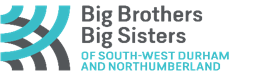 Big Brothers
Big Sisters
OF SOUTH-WEST DURHAM
AND NORTHUMBERLAND